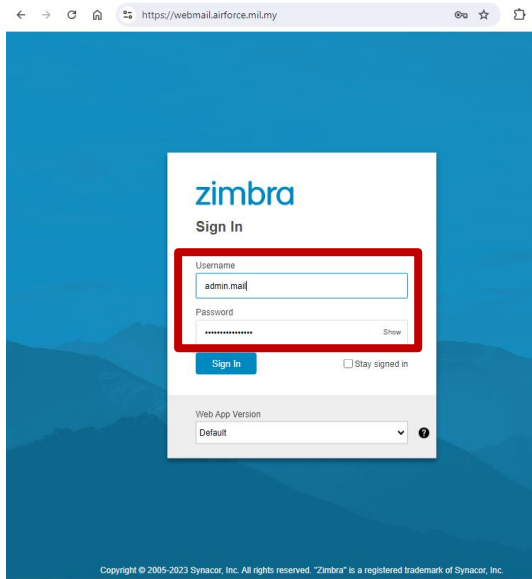 https://webmail.airforce.mil.my
zimbra
Sign In
Username
admin.mail
Password
••••••••••••••••
Show
Sign In
Stay signed in
Web App Version
Default
?
Copyright © 2005-2023 Synacor, Inc. All rights reserved. "Zimbra" is a registered trademark of Synacor, Inc.